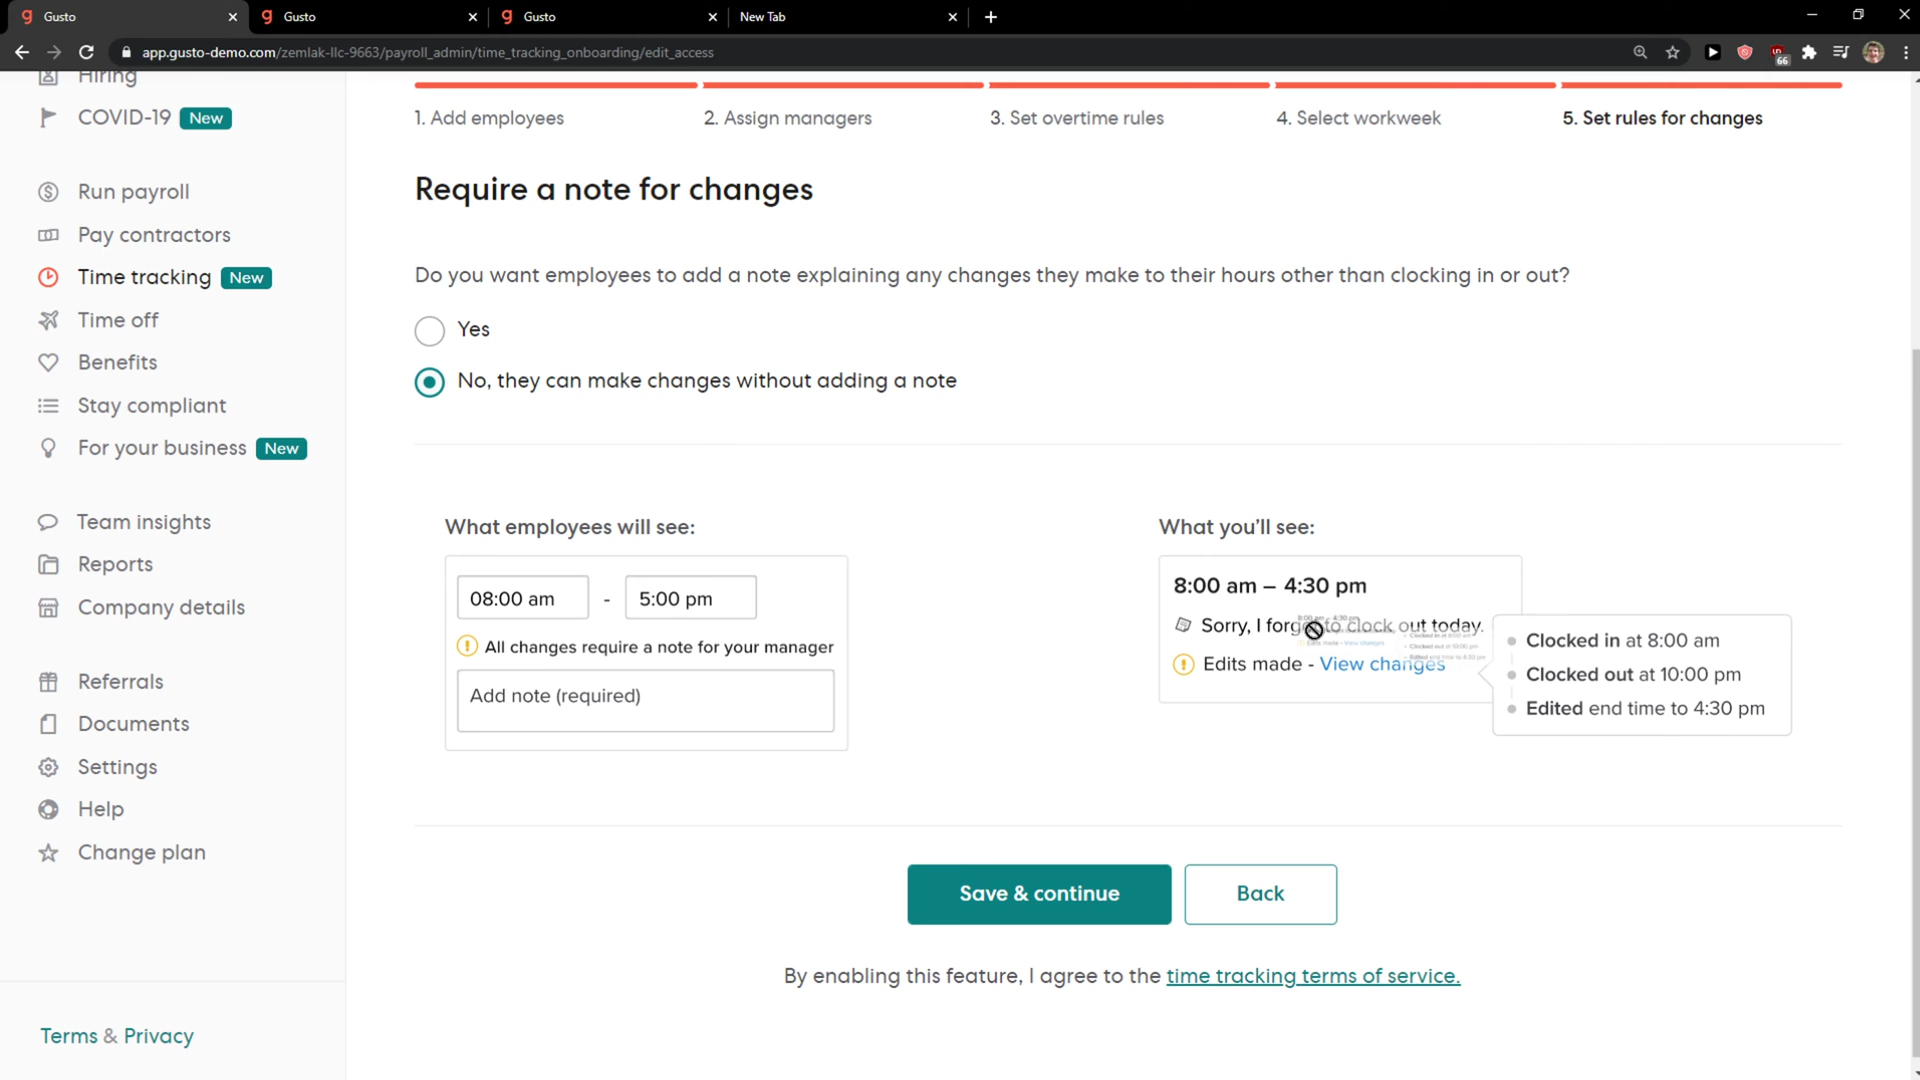 Gusto
Gusto
Gusto
New Tab
app.gusto-demo.com/zemlak-llc-9663/payroll_admin/time_tracking_onboarding/edit_access
66
Hiring
COVID-19 New
Run payroll
Pay contractors
Time tracking New
Time off
Benefits
Stay compliant
For your business New
Team insights
Reports
Company details
Referrals
Documents
Settings
Help
Change plan
Terms & Privacy
1. Add employees
2. Assign managers
3. Set overtime rules
4. Select workweek
5. Set rules for changes
Require a note for changes
Do you want employees to add a note explaining any changes they make to their hours other than clocking in or out?
Yes
No, they can make changes without adding a note
What employees will see:
08:00 am - 5:00 pm
All changes require a note for your manager
Add note (required)
What you'll see:
8:00 am – 4:30 pm
Sorry, I forgot to clock out today.
Edits made - View changes
Clocked in at 8:00 am
Clocked out at 10:00 pm
Edited end time to 4:30 pm
Save & continue
Back
By enabling this feature, I agree to the time tracking terms of service.